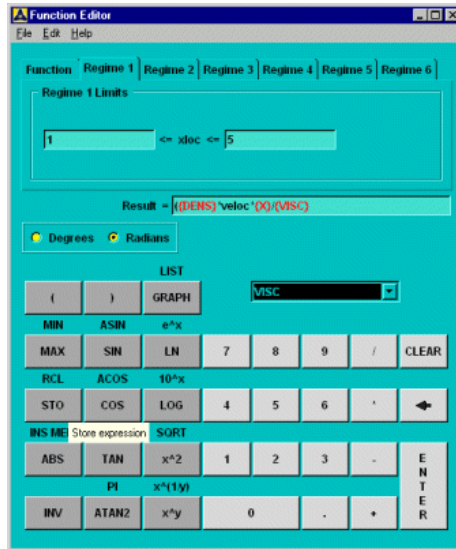 Function Editor
File Edit Help
Function Regime 1 Regime 2 Regime 3 Regime 4 Regime 5 Regime 6
Regime 1 Limits
1 <= xloc <= 5
Result = ((DENS)*veloc*(X)/(VISC)
Degrees Radians
LIST
( ) GRAPH VISC
MIN ASIN e^x
MAX SIN LN 7 8 9 / CLEAR
RCL ACOS 10^x
STO COS LOG 4 5 6 *
INS ME Store expression SQRT
ABS TAN x^2 1 2 3 - ENTER
PI x^(1/y)
INV ATAN2 x^y 0 . +